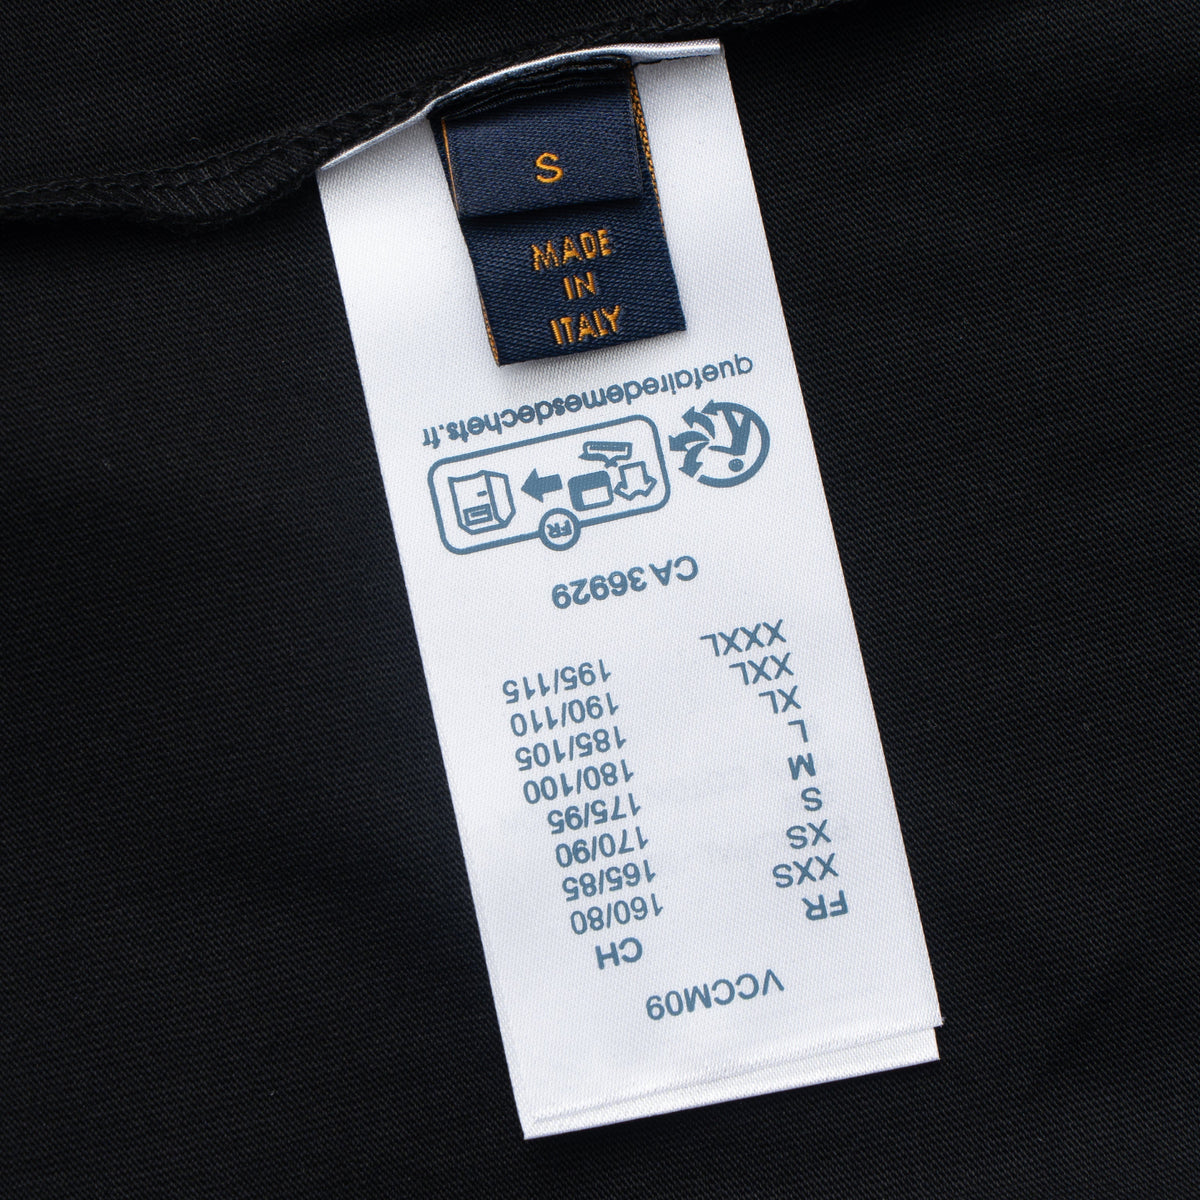 S
MADE
IN
ITALY
VCCM09
FR CH
XXS 160/80
XS 165/85
S 170/90
M 175/95
L 180/100
XL 185/105
XXL 190/110
XXXL 195/115
CA 36929
FR
quefairedemesdechets.fr